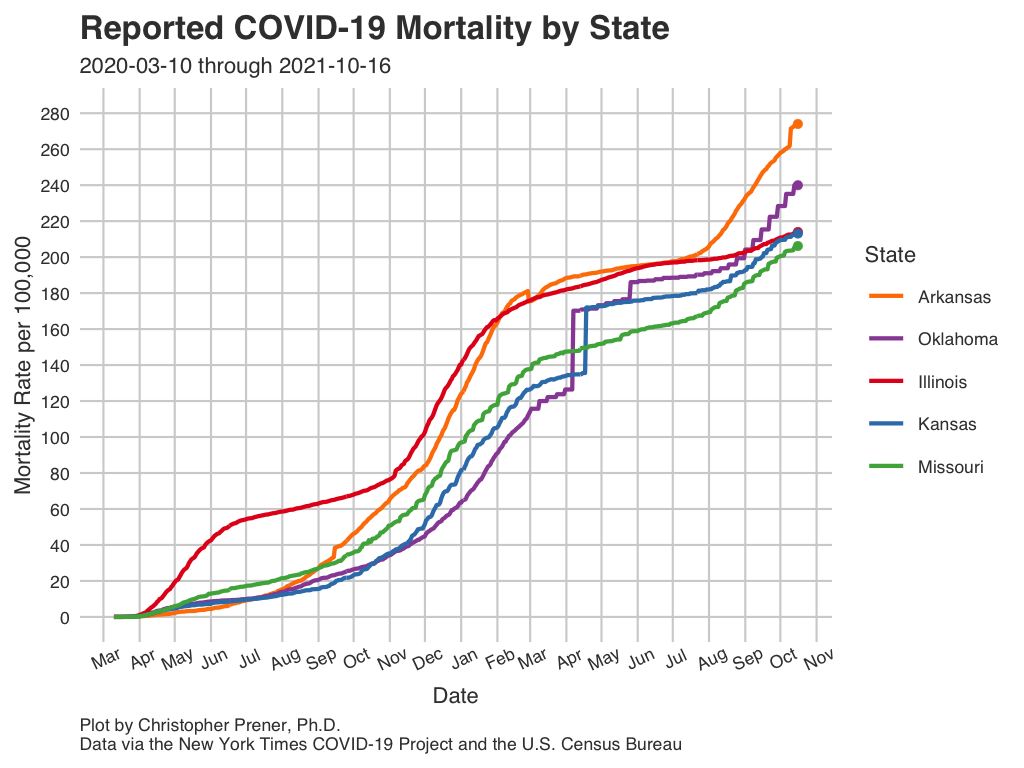 Reported COVID-19 Mortality by State
2020-03-10 through 2021-10-16
Mortality Rate per 100,000
280
260
240
220
200
180
160
140
120
100
80
60
40
20
0
Mar Apr May Jun Jul Aug Sep Oct Nov Dec Jan Feb Mar Apr May Jun Jul Aug Sep Oct Nov
Date
State
Arkansas
Oklahoma
Illinois
Kansas
Missouri
Plot by Christopher Prener, Ph.D.
Data via the New York Times COVID-19 Project and the U.S. Census Bureau